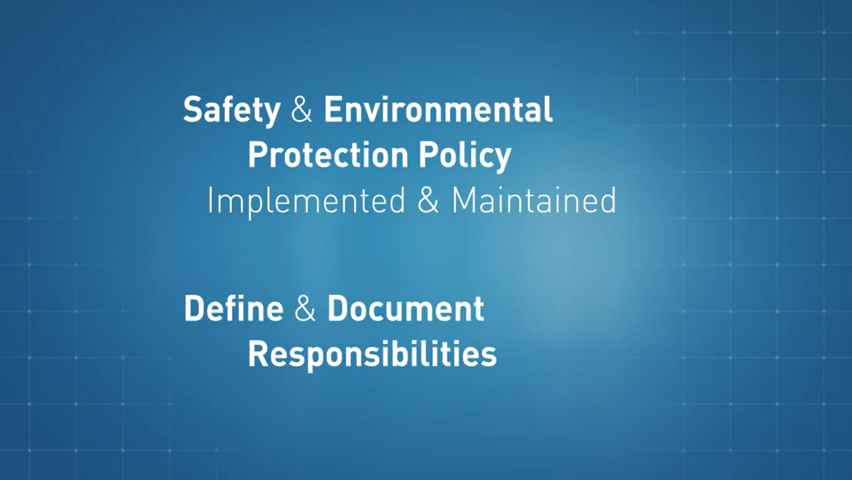 Safety & Environmental
Protection Policy
Implemented & Maintained
Define & Document
Responsibilities